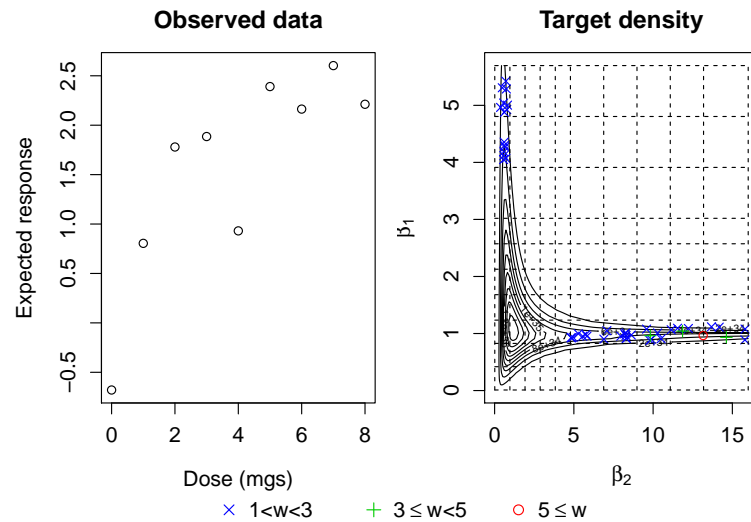 Observed data
Expected response
−0.5
0.5
1.0
1.5
2.0
2.5
0
2
4
6
8
Dose (mgs)
Target density
β1
0
1
2
3
4
5
0
5
10
15
β2
1<w<3
3 ≤ w<5
5 ≤ w